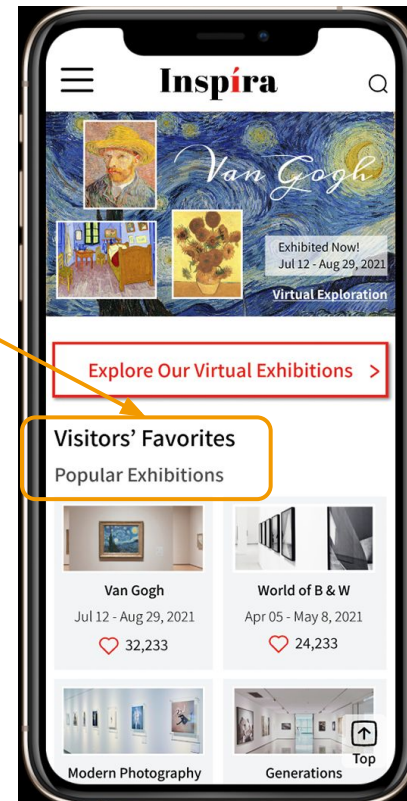 Inspíra
Van Gogh
Exhibited Now!
Jul 12 - Aug 29, 2021
Virtual Exploration
Explore Our Virtual Exhibitions >
Visitors’ Favorites
Popular Exhibitions
Van Gogh
Jul 12 - Aug 29, 2021
32,233
World of B & W
Apr 05 - May 8, 2021
24,233
Modern Photography
Generations
Top